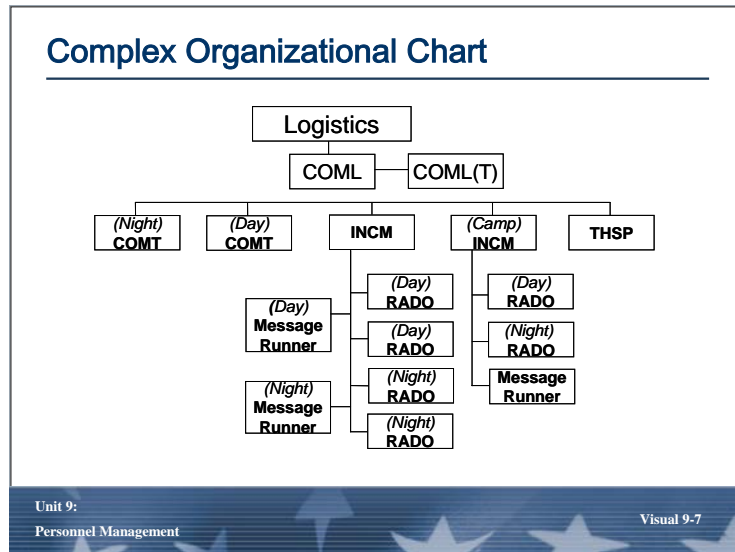 Complex Organizational Chart
Logistics
COML
COML(T)
(Night)
COMT
(Day)
COMT
INCM
(Camp)
INCM
THSP
(Day)
Message
Runner
(Night)
Message
Runner
(Day)
RADO
(Day)
RADO
(Night)
RADO
(Night)
RADO
(Day)
RADO
(Night)
RADO
Message
Runner
Unit 9:
Personnel Management
Visual 9-7